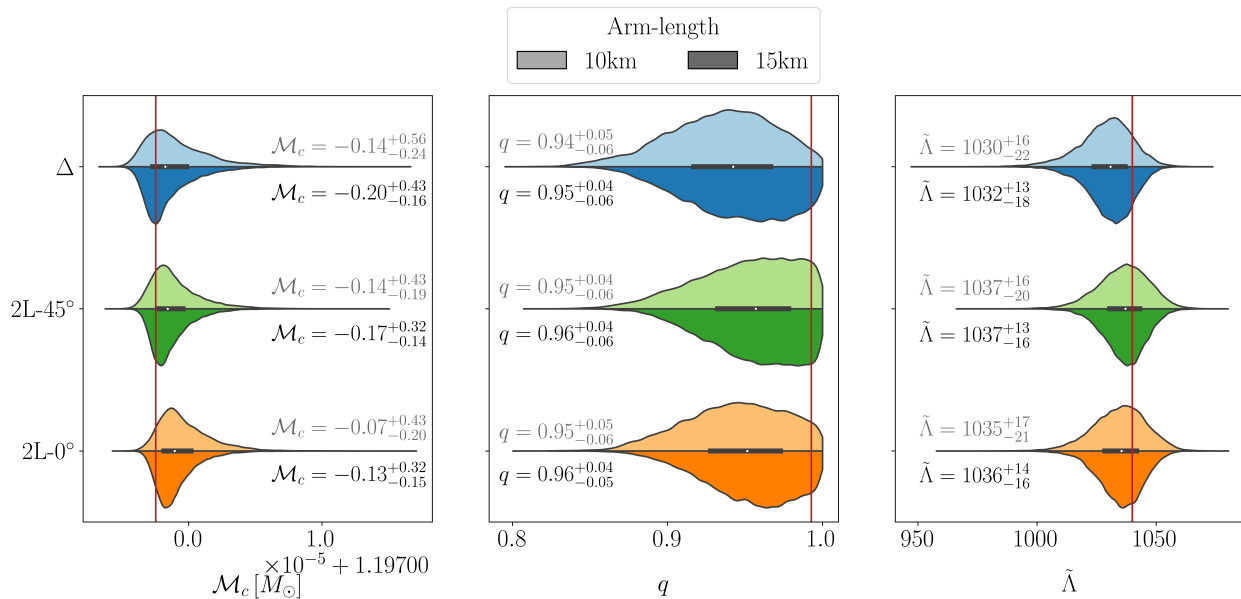 Arm-length
10km 15km
Δ
2L-45°
2L-0°
ℳc = −0.14 +0.56 −0.24
ℳc = −0.20 +0.43 −0.16
ℳc = −0.14 +0.43 −0.19
ℳc = −0.17 +0.32 −0.14
ℳc = −0.07 +0.43 −0.20
ℳc = −0.13 +0.32 −0.15
0.0 1.0
×10−5 + 1.19700
ℳc [M⊙]
q = 0.94 +0.05 −0.06
q = 0.95 +0.04 −0.06
q = 0.95 +0.04 −0.06
q = 0.96 +0.04 −0.06
q = 0.95 +0.05 −0.06
q = 0.96 +0.04 −0.05
0.8 0.9 1.0
q
Λ̃ = 1030 +16 −22
Λ̃ = 1032 +13 −18
Λ̃ = 1037 +16 −20
Λ̃ = 1037 +13 −16
Λ̃ = 1035 +17 −21
Λ̃ = 1036 +14 −16
950 1000 1050
Λ̃